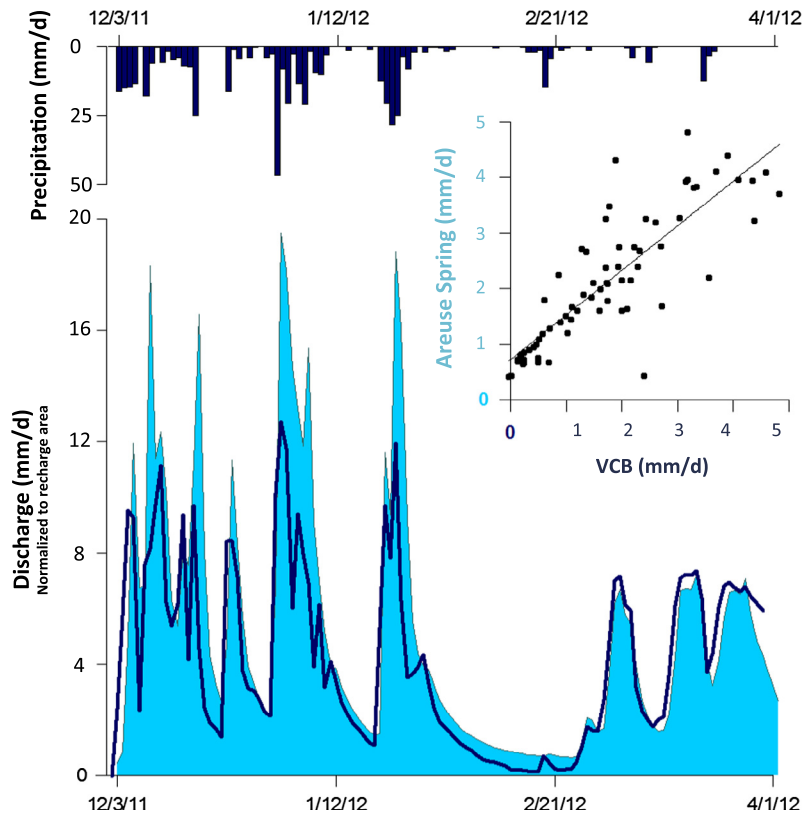 12/3/11 1/12/12 2/21/12 4/1/12
Precipitation (mm/d)
0
25
50
Areuse Spring (mm/d)
5
4
3
2
1
0
0 1 2 3 4 5
VCB (mm/d)
Discharge (mm/d)
Normalized to recharge area
20
16
12
8
4
0
12/3/11 1/12/12 2/21/12 4/1/12